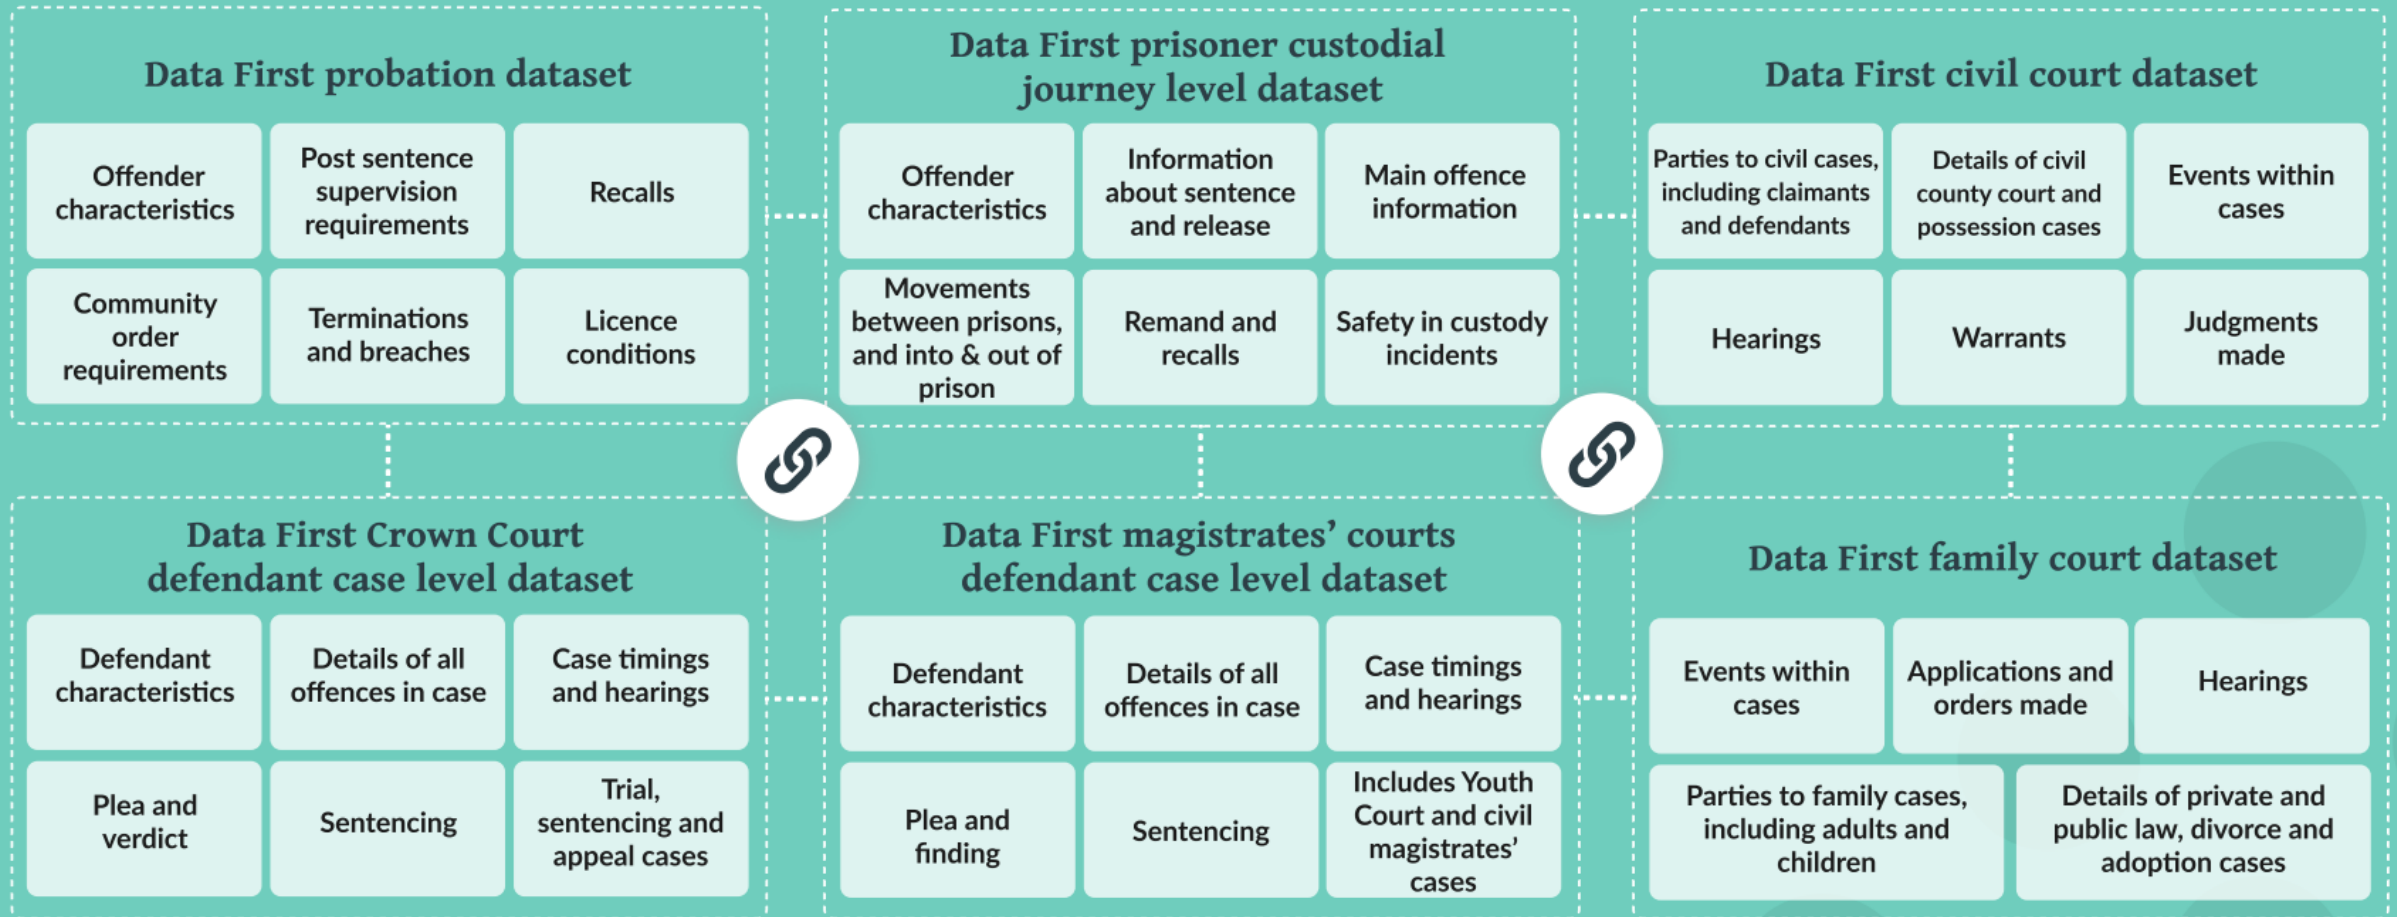 Data First probation dataset
Offender
characteristics
Post sentence
supervision
requirements
Recalls
Community
order
requirements
Terminations
and breaches
Licence
conditions
Data First prisoner custodial
journey level dataset
Offender
characteristics
Information
about sentence
and release
Main offence
information
Movements
between prisons,
and into & out of
prison
Remand and
recalls
Safety in custody
incidents
Data First civil court dataset
Parties to civil cases,
including claimants
and defendants
Details of civil
county court and
possession cases
Events within
cases
Hearings
Warrants
Judgments
made
Data First Crown Court
defendant case level dataset
Defendant
characteristics
Details of all
offences in case
Case timings
and hearings
Plea and
verdict
Sentencing
Trial,
sentencing and
appeal cases
Data First magistrates’ courts
defendant case level dataset
Defendant
characteristics
Details of all
offences in case
Case timings
and hearings
Plea and
finding
Sentencing
Includes Youth
Court and civil
magistrates’
cases
Data First family court dataset
Events within
cases
Applications and
orders made
Hearings
Parties to family cases,
including adults and
children
Details of private and
public law, divorce and
adoption cases